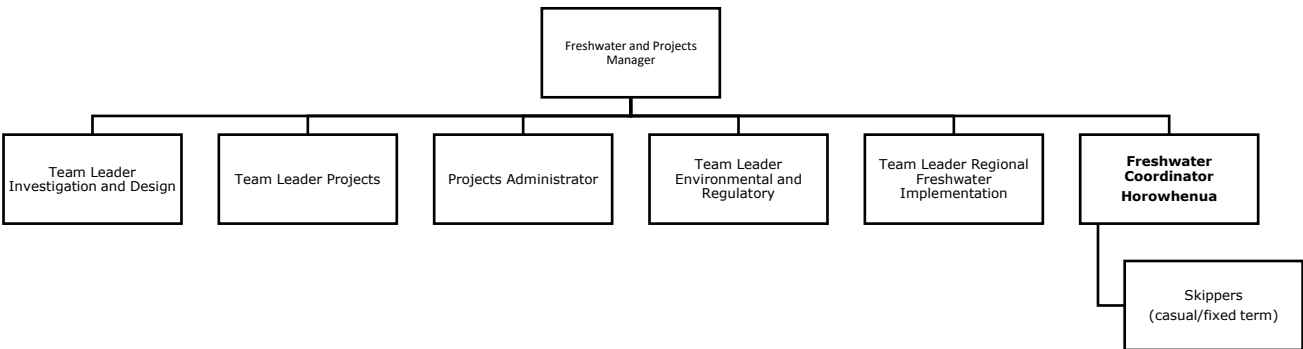 Freshwater and Projects
Manager
Team Leader
Investigation and Design
Team Leader Projects
Projects Administrator
Team Leader
Environmental and
Regulatory
Team Leader Regional
Freshwater
Implementation
Freshwater
Coordinator
Horowhenua
Skippers
(casual/fixed term)